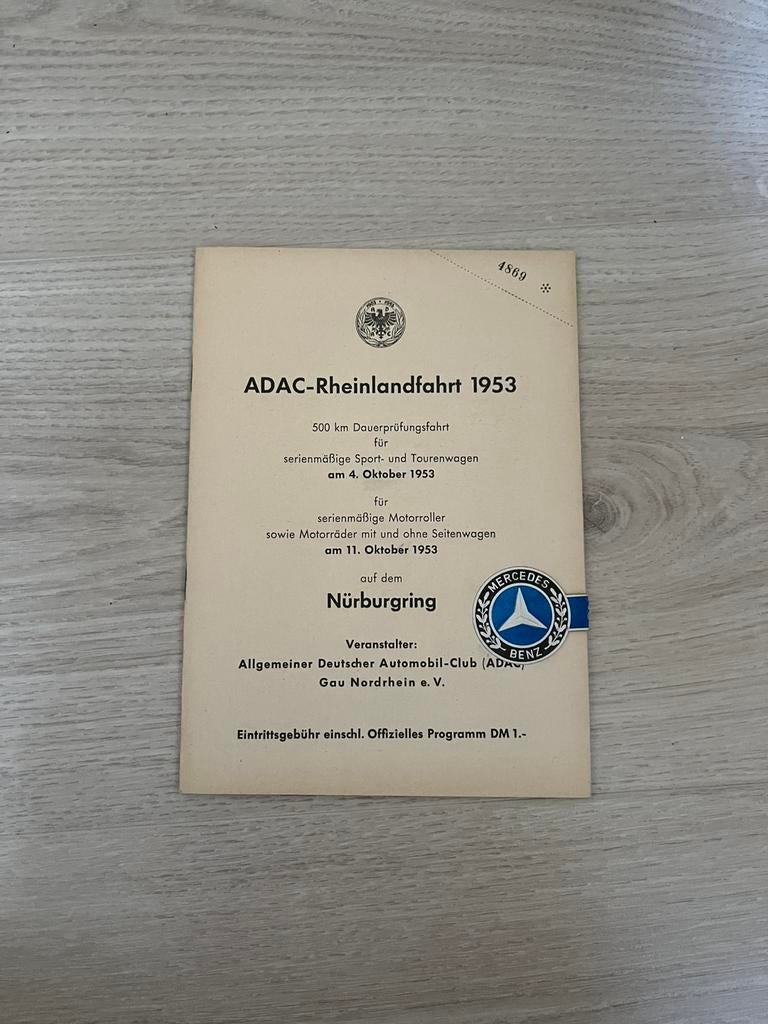 4869
ADAC-Rheinlandfahrt 1953
500 km Dauerprüfungsfahrt
für
serienmäßige Sport- und Tourenwagen
am 4. Oktober 1953
für
serienmäßige Motorroller
sowie Motorräder mit und ohne Seitenwagen
am 11. Oktober 1953
auf dem
Nürburgring
MERCEDES
BENZ
Veranstalter:
Allgemeiner Deutscher Automobil-Club (ADAC)
Gau Nordrhein e. V.
Eintrittsgebühr einschl. Offizielles Programm DM 1.-